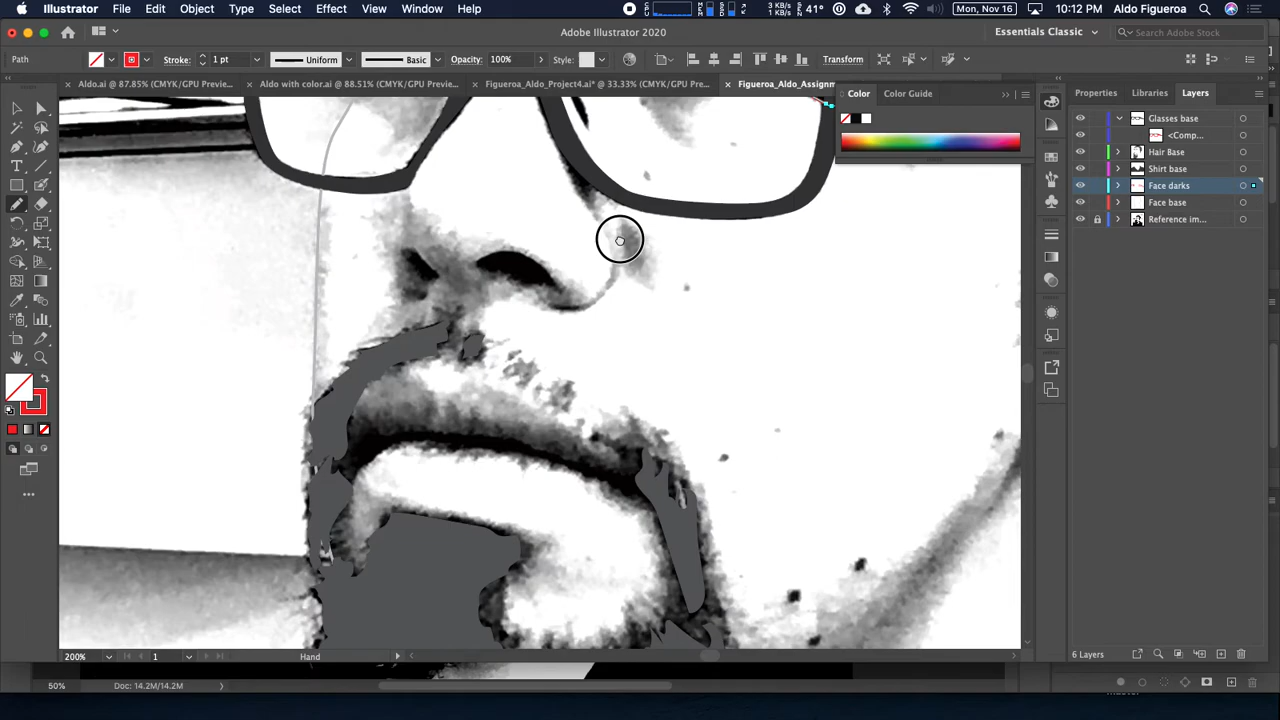 Illustrator File Edit Object Type Select Effect View Window Help 3 KB/s 4 KB/s 41° Mon, Nov 16 10:12 PM Aldo Figueroa
Adobe Illustrator 2020 Essentials Classic Search Adobe Stock
Path Stroke: 1 pt Uniform Basic Opacity: 100% Style: Transform
Aldo.ai @ 87.85% (CMYK/GPU Previe... Aldo with color.ai @ 88.51% (CMYK/GPU Previe... Figueroa_Aldo_Project4.ai* @ 33.33% (CMYK/GPU Pre... Figueroa_Aldo_Assignm
Color Color Guide
Properties Libraries Layers
Glasses base
<Comp...
Hair Base
Shirt base
Face darks
Face base
Reference im...
200% 1 Hand
6 Layers
50% Doc: 14.2M/14.2M